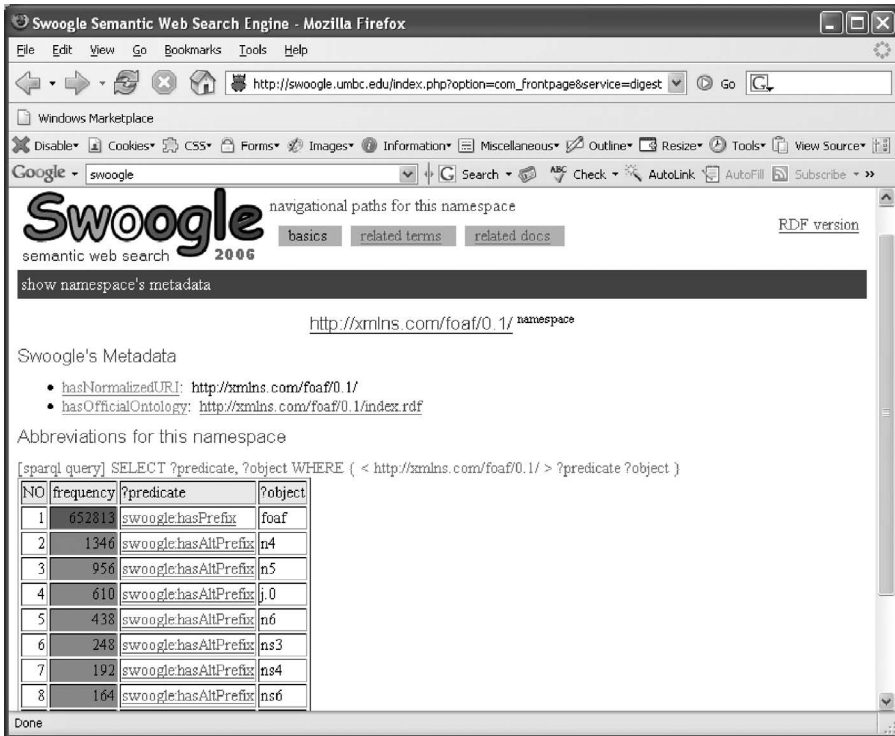 Swoogle Semantic Web Search Engine - Mozilla Firefox
File Edit View Go Bookmarks Tools Help
http://swoogle.umbc.edu/index.php?option=com_frontpage&service=digest Go G
Windows Marketplace
Disable Cookies CSS Forms Images Information Miscellaneous Outline Resize Tools View Source
Google swoogle G Search ABC Check AutoLink AutoFill Subscribe »
Swoogle
semantic web search 2006
navigational paths for this namespace
basics related terms related docs
RDF version
show namespace's metadata
http://xmlns.com/foaf/0.1/ namespace
Swoogle's Metadata
• hasNormalizedURI: http://xmlns.com/foaf/0.1/
• hasOfficialOntology: http://xmlns.com/foaf/0.1/index.rdf
Abbreviations for this namespace
[sparql query] SELECT ?predicate, ?object WHERE ( < http://xmlns.com/foaf/0.1/ > ?predicate ?object )
NO frequency ?predicate ?object
1 652813 swoogle:hasPrefix foaf
2 1346 swoogle:hasAltPrefix n4
3 956 swoogle:hasAltPrefix n5
4 610 swoogle:hasAltPrefix j.0
5 438 swoogle:hasAltPrefix n6
6 248 swoogle:hasAltPrefix ns3
7 192 swoogle:hasAltPrefix ns4
8 164 swoogle:hasAltPrefix ns6
Done